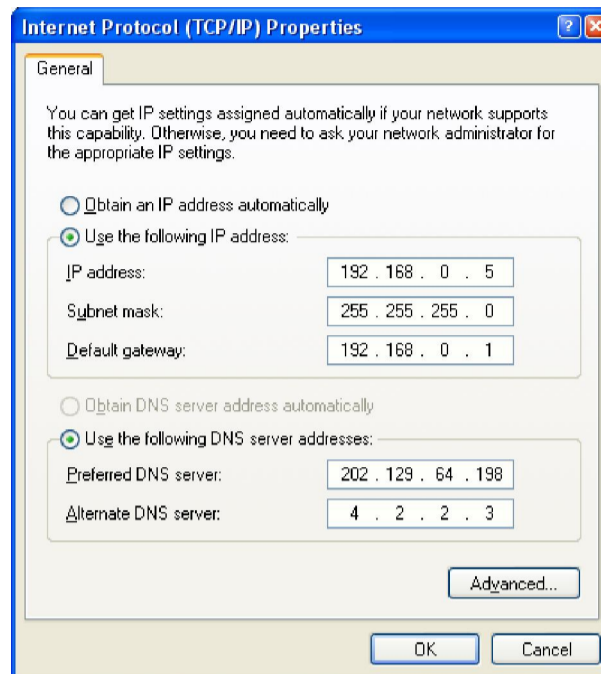 Internet Protocol (TCP/IP) Properties
General
You can get IP settings assigned automatically if your network supports
this capability. Otherwise, you need to ask your network administrator for
the appropriate IP settings.
Obtain an IP address automatically
Use the following IP address:
IP address: 192 . 168 . 0 . 5
Subnet mask: 255 . 255 . 255 . 0
Default gateway: 192 . 168 . 0 . 1
Obtain DNS server address automatically
Use the following DNS server addresses:
Preferred DNS server: 202 . 129 . 64 . 198
Alternate DNS server: 4 . 2 . 2 . 3
Advanced...
OK Cancel